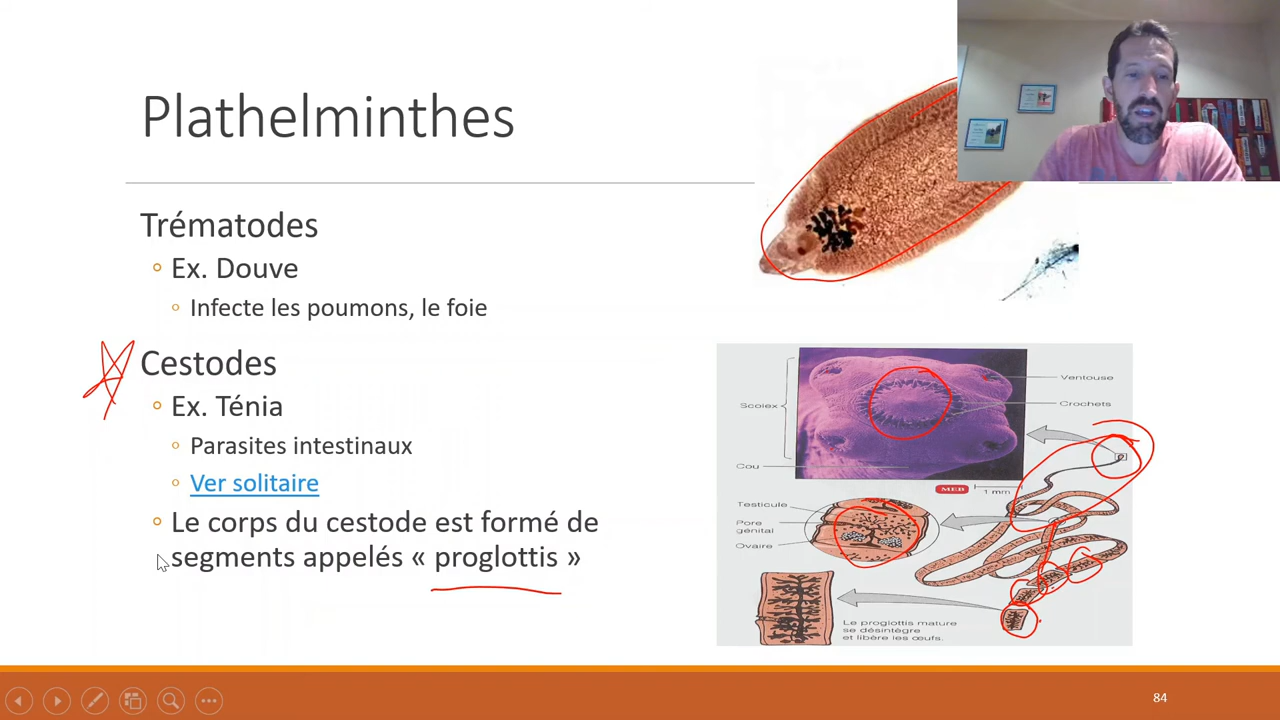 Plathelminthes
Trématodes
Ex. Douve
Infecte les poumons, le foie
Cestodes
Ex. Ténia
Parasites intestinaux
Ver solitaire
Le corps du cestode est formé de
segments appelés « proglottis »
Scolex
Ventouse
Crochets
Cou
MEB
1 mm
Testicule
Pore
génital
Ovaire
Le proglottis mature
se désintègre
et libère les œufs.
84